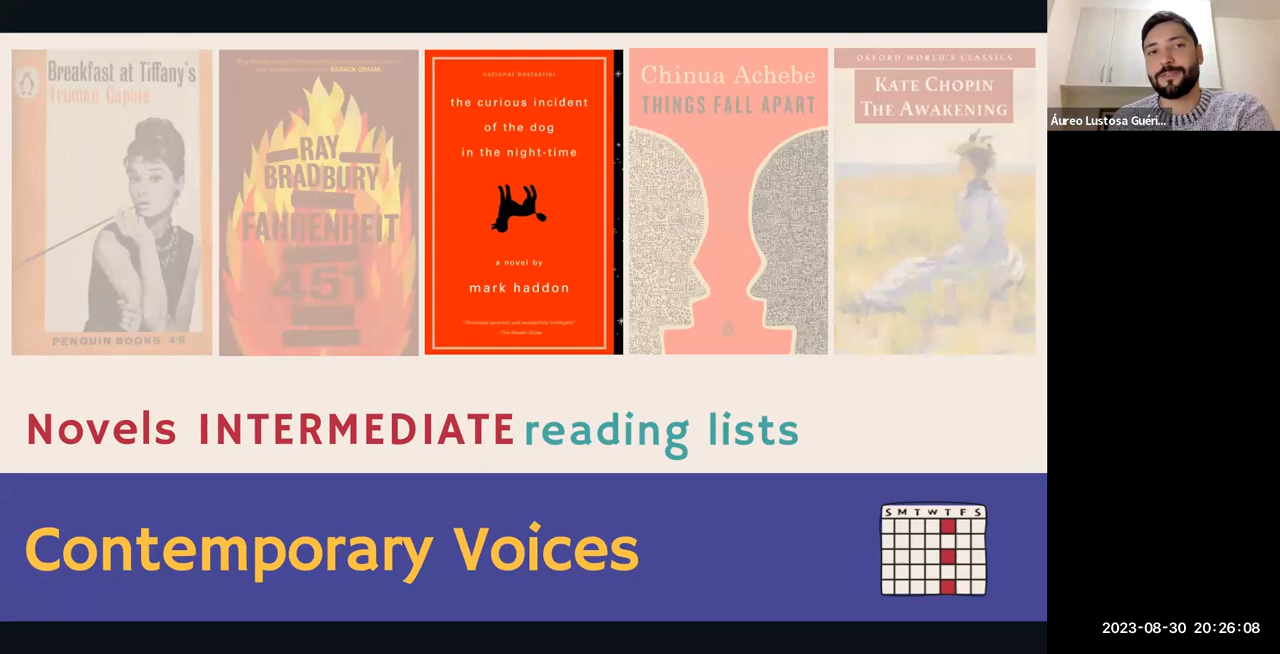 Breakfast at Tiffany's
Truman Capote
PENGUIN BOOKS 4'6
BARACK OBAMA
RAY
BRADBURY
FAHRENHEIT
451
national bestseller
the curious incident
of the dog
in the night-time
a novel by
mark haddon
Chinua Achebe
THINGS FALL APART
OXFORD WORLD'S CLASSICS
KATE CHOPIN
THE AWAKENING
Novels INTERMEDIATE reading lists
Contemporary Voices
S M T W T F S
Áureo Lustosa Guéri...
2023-08-30 20:26:08